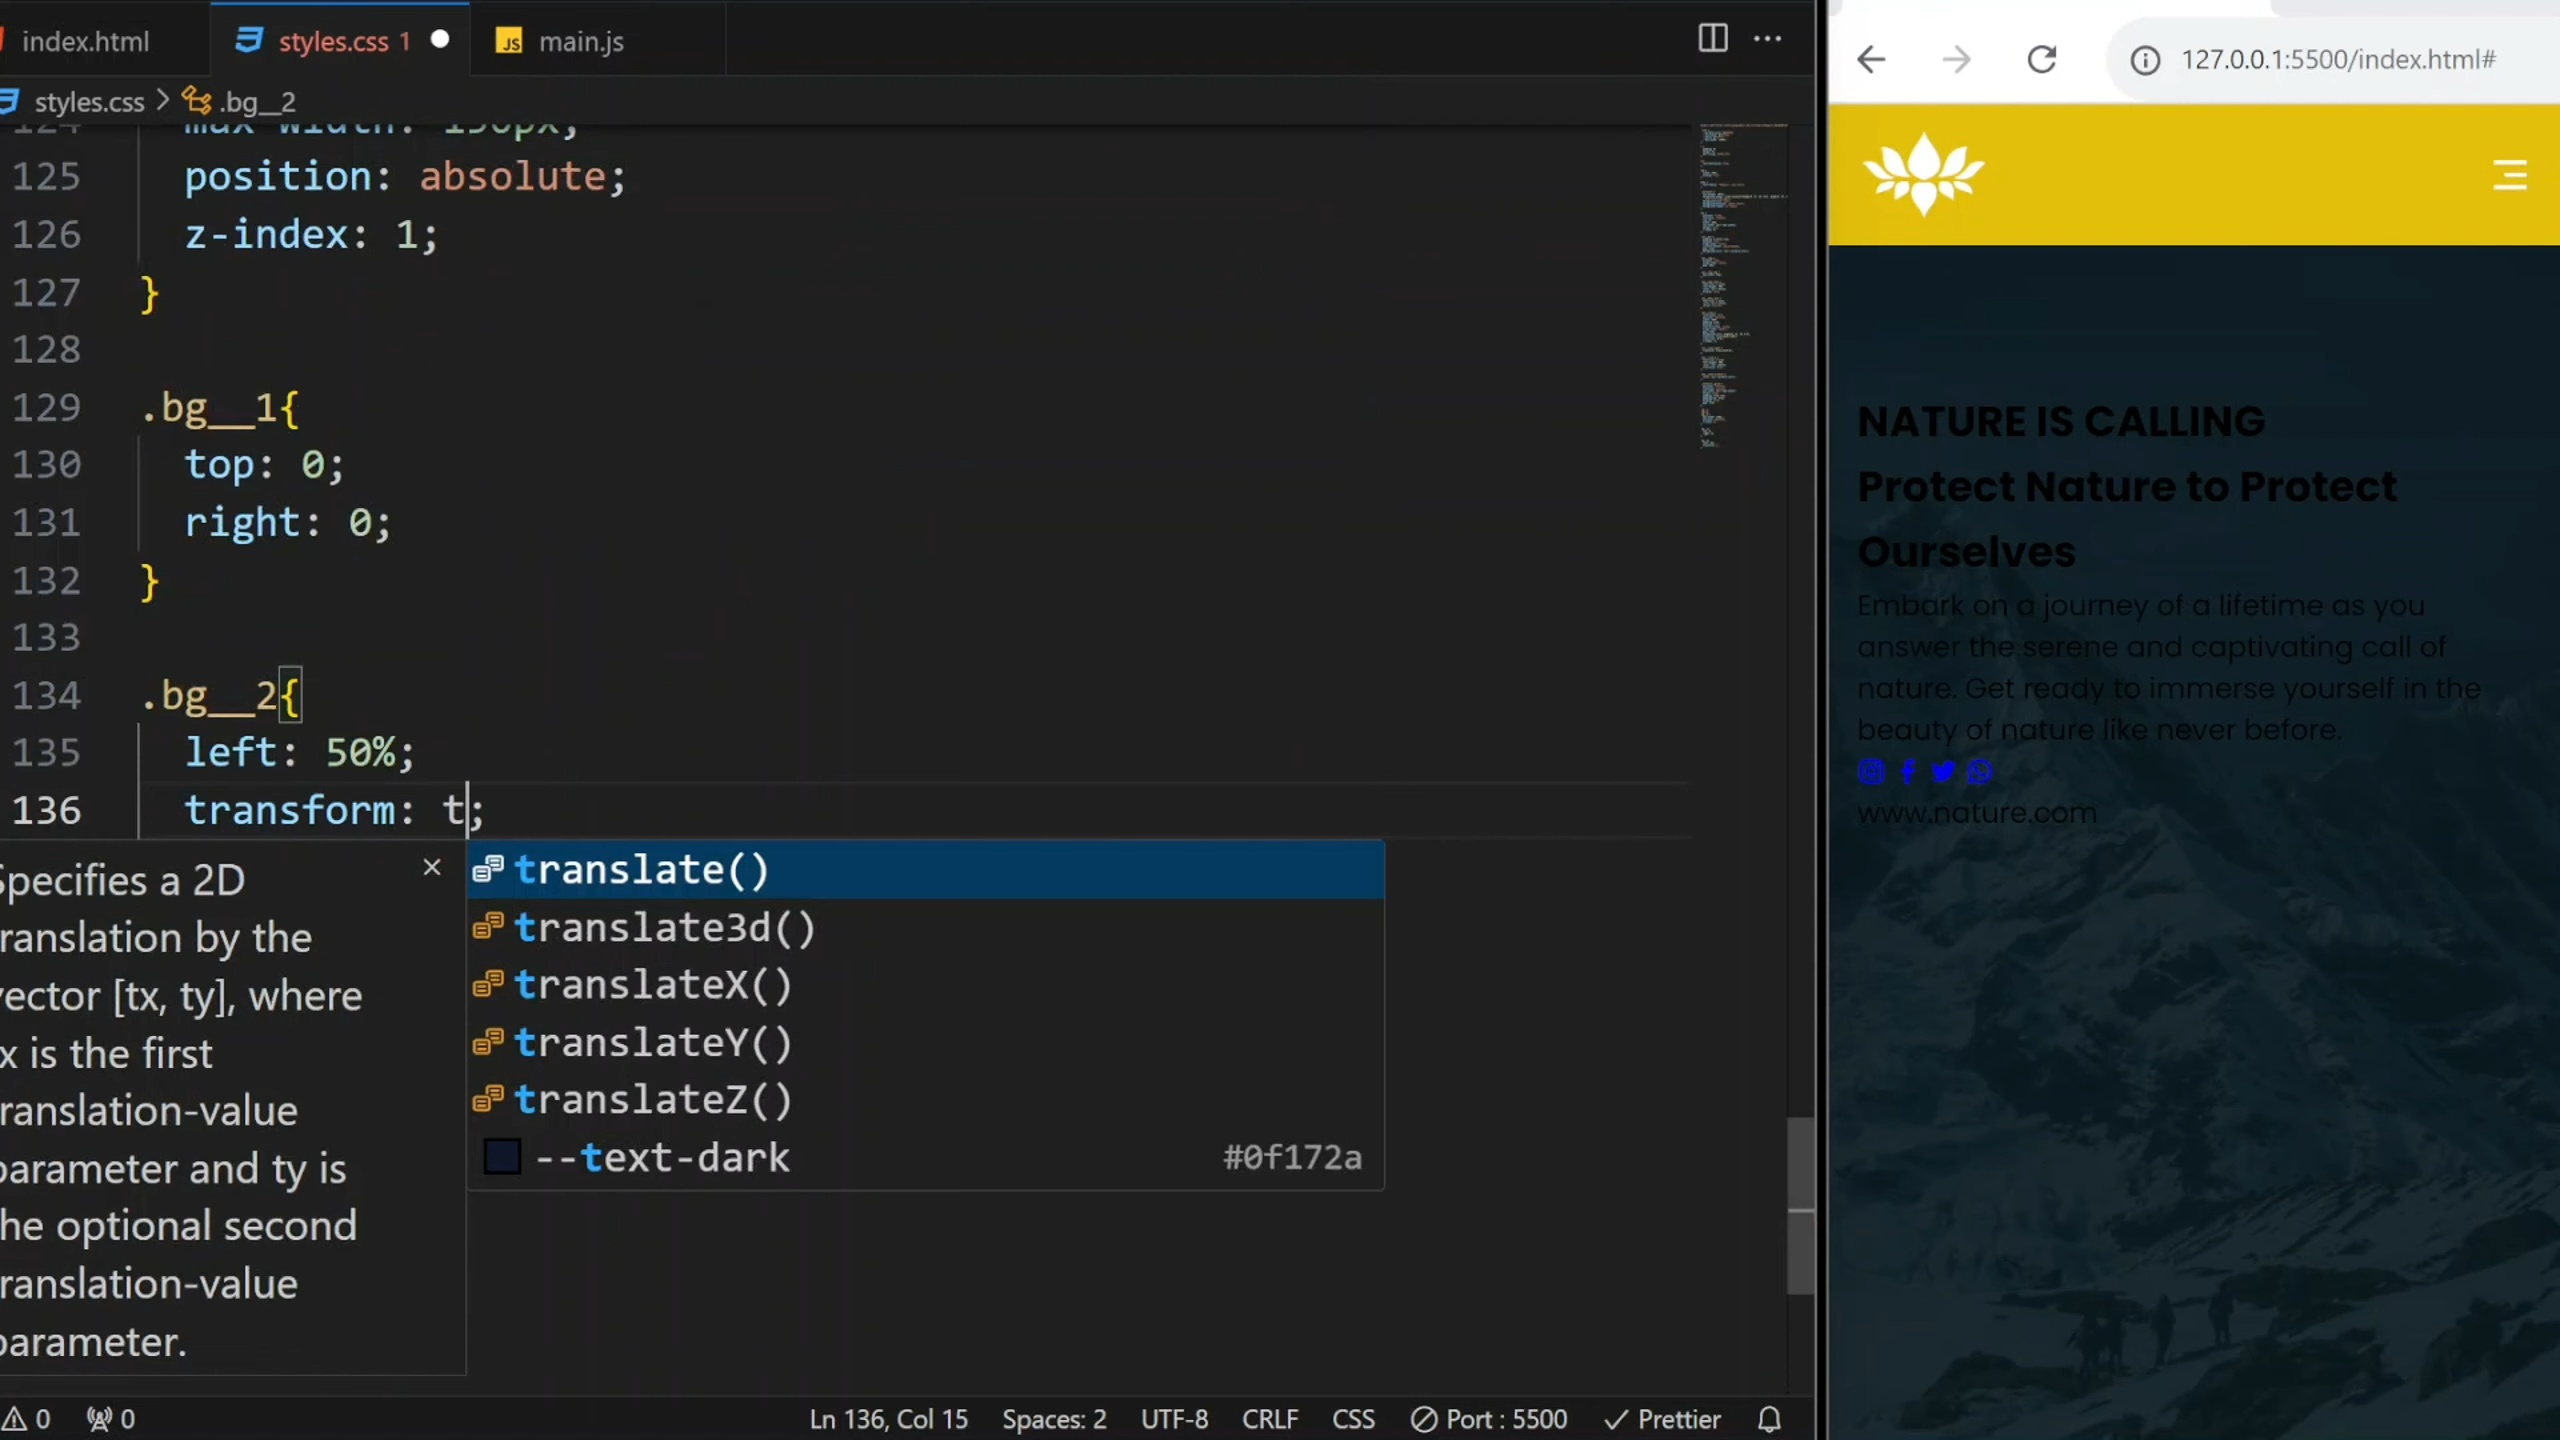 index.html
styles.css 1
JS main.js
styles.css > .bg__2
124 max-width: 150px;
125 position: absolute;
126 z-index: 1;
127 }
128
129 .bg__1{
130 top: 0;
131 right: 0;
132 }
133
134 .bg__2{
135 left: 50%;
136 transform: t;
Specifies a 2D
translation by the
vector [tx, ty], where
tx is the first
translation-value
parameter and ty is
the optional second
translation-value
parameter.
translate()
translate3d()
translateX()
translateY()
translateZ()
--text-dark #0f172a
0 0 Ln 136, Col 15 Spaces: 2 UTF-8 CRLF CSS Port : 5500 Prettier
127.0.0.1:5500/index.html#
NATURE IS CALLING
Protect Nature to Protect
Ourselves
Embark on a journey of a lifetime as you
answer the serene and captivating call of
nature. Get ready to immerse yourself in the
beauty of nature like never before.
www.nature.com